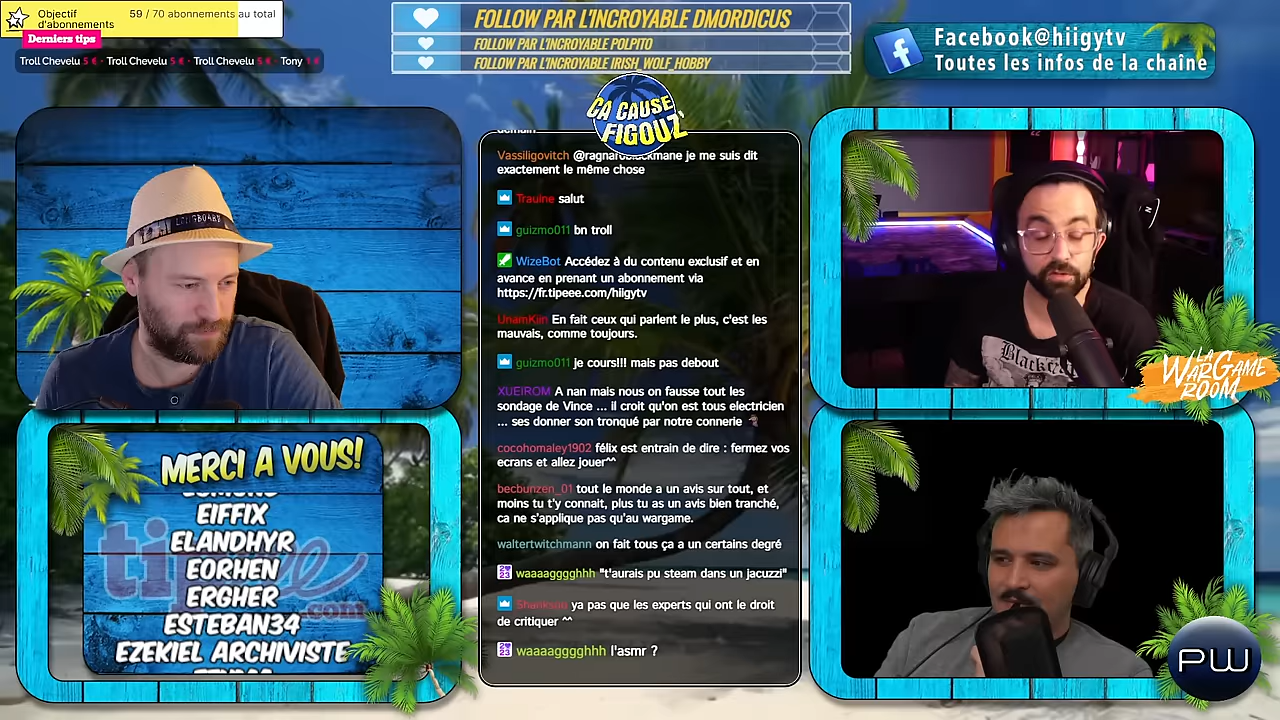 Objectif
d'abonnements
59 / 70 abonnements au total
Derniers tips
Troll Chevelu 5 € · Troll Chevelu 5 € · Troll Chevelu 5 € · Tony 1 €
FOLLOW PAR L'INCROYABLE DMORDICUS
FOLLOW PAR L'INCROYABLE POLPITO
FOLLOW PAR L'INCROYABLE IRISH_WOLF_HOBBY
Facebook@hiigytv
Toutes les infos de la chaîne
ÇA CAUSE
FIGOUZ'
LONGBOARD
demain
Vassiligovitch je me suis dit
exactement le même chose
Trauine salut
guizmo011 bn troll
WizeBot Accédez à du contenu exclusif et en
avance en prenant un abonnement via
https://fr.tipeee.com/hiigytv
UnamKiin En fait ceux qui parlent le plus, c'est les
mauvais, comme toujours.
guizmo011 je cours!!! mais pas debout
XUEIROM A nan mais nous on fausse tout les
sondage de Vince ... il croit qu'on est tous electricien
... ses donner son tronqué par notre connerie
cocohomaley1902 félix est entrain de dire : fermez vos
ecrans et allez jouer^^
becbunzen_01 tout le monde a un avis sur tout, et
moins tu t'y connait, plus tu as un avis bien tranché,
ca ne s'applique pas qu'au wargame.
waltertwitchmann on fait tous ça a un certains degré
waaaagggghhh "t'aurais pu steam dans un jacuzzi"
ya pas que les experts qui ont le droit
de critiquer ^^
waaaagggghhh l'asmr ?
LA
WARGAME
ROOM
MERCI A VOUS!
EIFFIX
ELANDHYR
EORHEN
ERGHER
ESTEBAN34
EZEKIEL ARCHIVISTE
tipeee
.com
PW